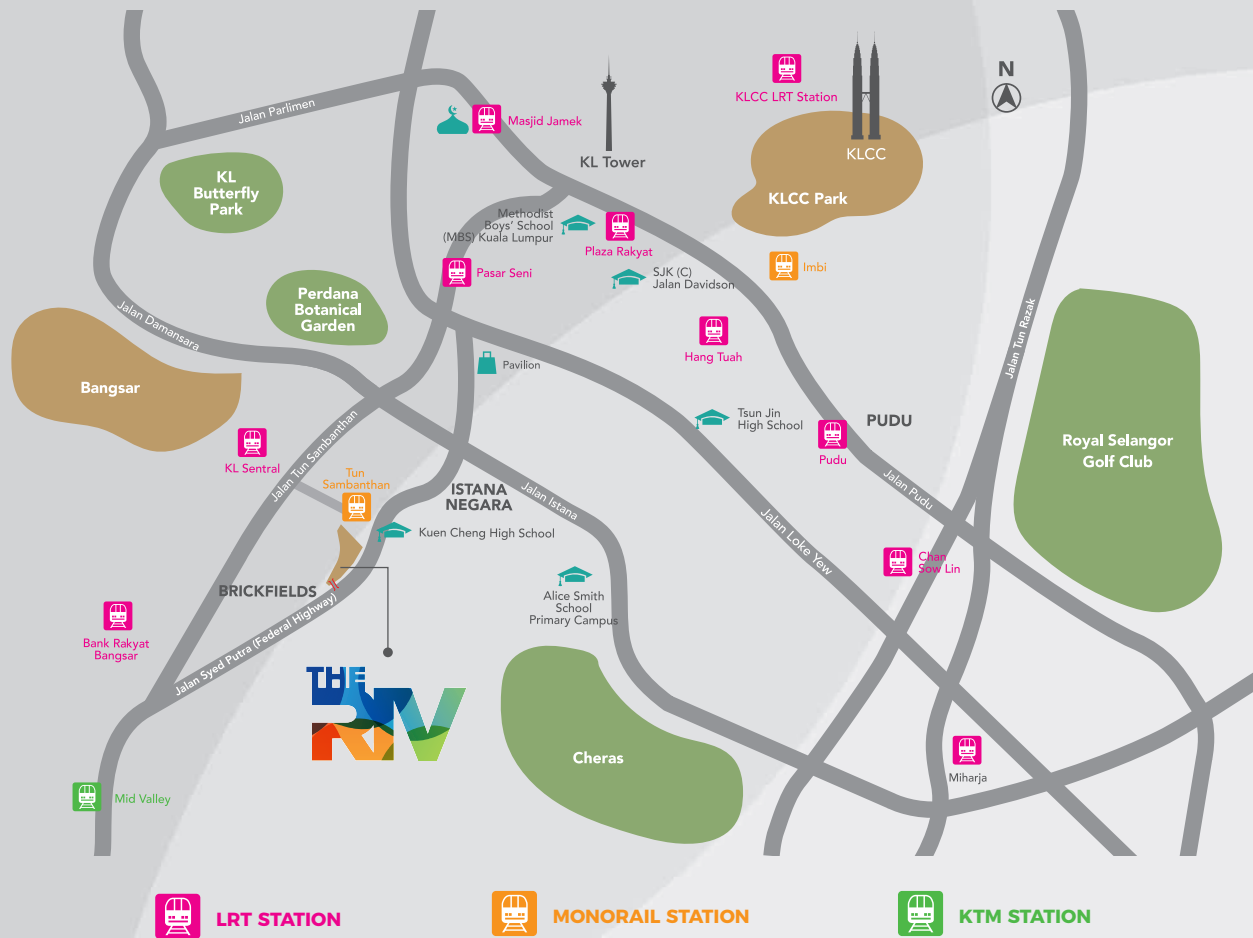 N
KLCC LRT Station
Jalan Parlimen
Masjid Jamek
KL Tower
KLCC
KL
Butterfly
Park
KLCC Park
Methodist
Boys' School
(MBS) Kuala Lumpur
Plaza Rakyat
Pasar Seni
SJK (C)
Jalan Davidson
Imbi
Perdana
Botanical
Garden
Jalan Damansara
Hang Tuah
Jalan Tun Razak
Pavilion
Bangsar
Tsun Jin
High School
PUDU
Pudu
Royal Selangor
Golf Club
KL Sentral
Jalan Tun Sambanthan
Tun
Sambanthan
ISTANA
NEGARA
Jalan Istana
Jalan Pudu
Jalan Loke Yew
Kuen Cheng High School
Chan
Sow Lin
BRICKFIELDS
Alice Smith
School
Primary Campus
Bank Rakyat
Bangsar
Jalan Syed Putra (Federal Highway)
THE
RIV
Cheras
Miharja
Mid Valley
LRT STATION
MONORAIL STATION
KTM STATION